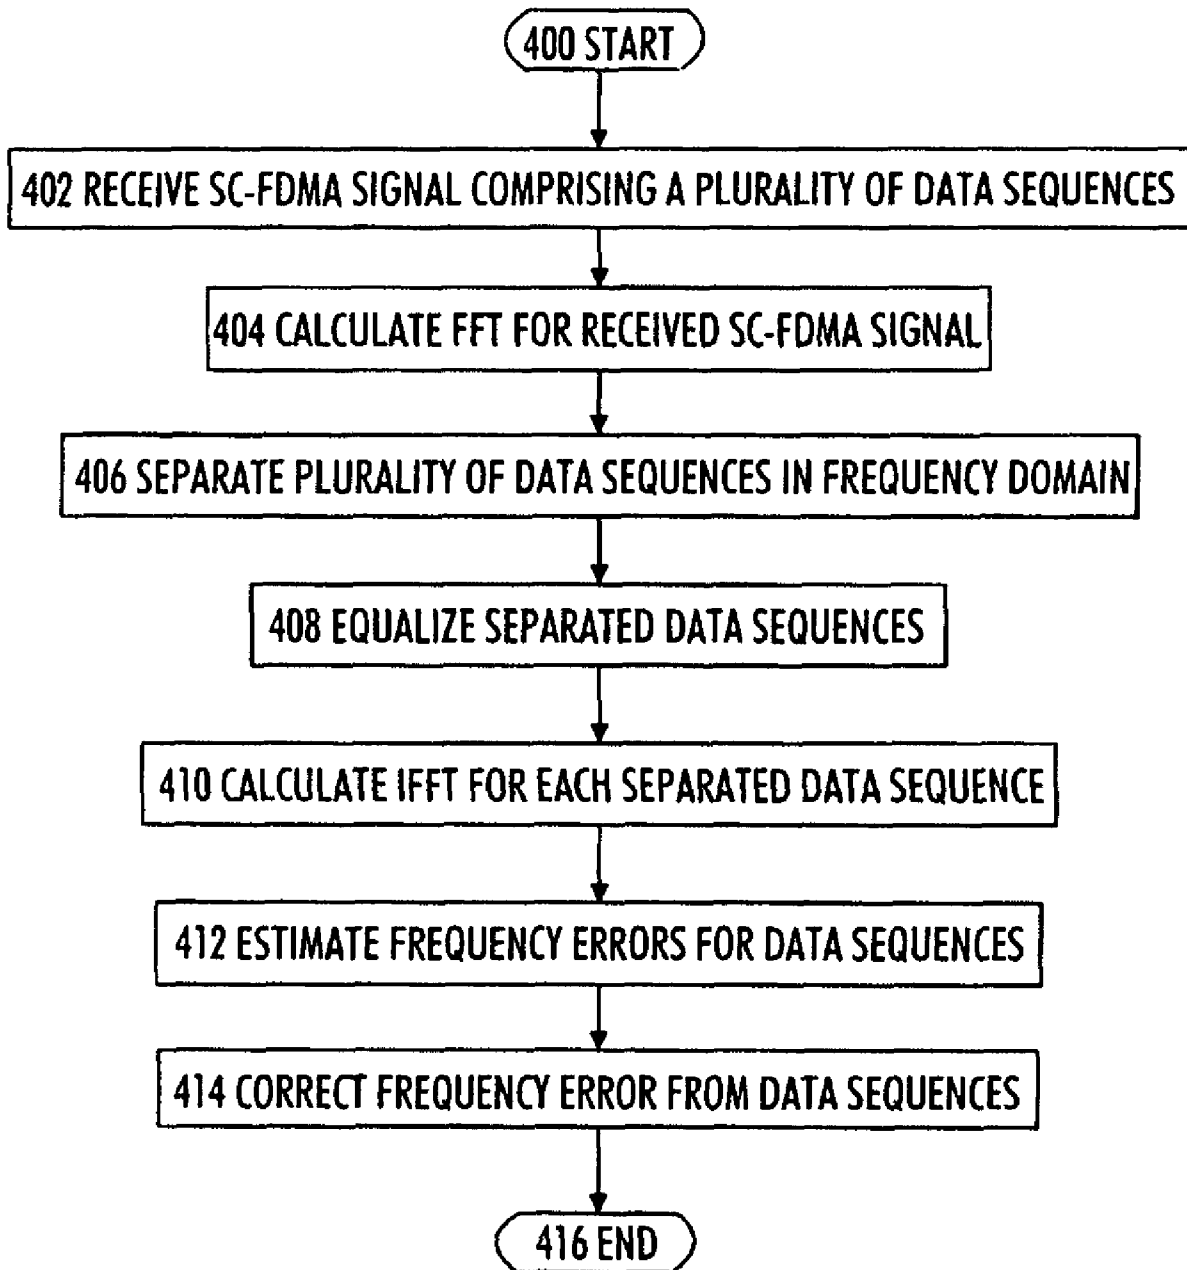 400 START
402 RECEIVE SC-FDMA SIGNAL COMPRISING A PLURALITY OF DATA SEQUENCES
404 CALCULATE FFT FOR RECEIVED SC-FDMA SIGNAL
406 SEPARATE PLURALITY OF DATA SEQUENCES IN FREQUENCY DOMAIN
408 EQUALIZE SEPARATED DATA SEQUENCES
410 CALCULATE IFFT FOR EACH SEPARATED DATA SEQUENCE
412 ESTIMATE FREQUENCY ERRORS FOR DATA SEQUENCES
414 CORRECT FREQUENCY ERROR FROM DATA SEQUENCES
416 END